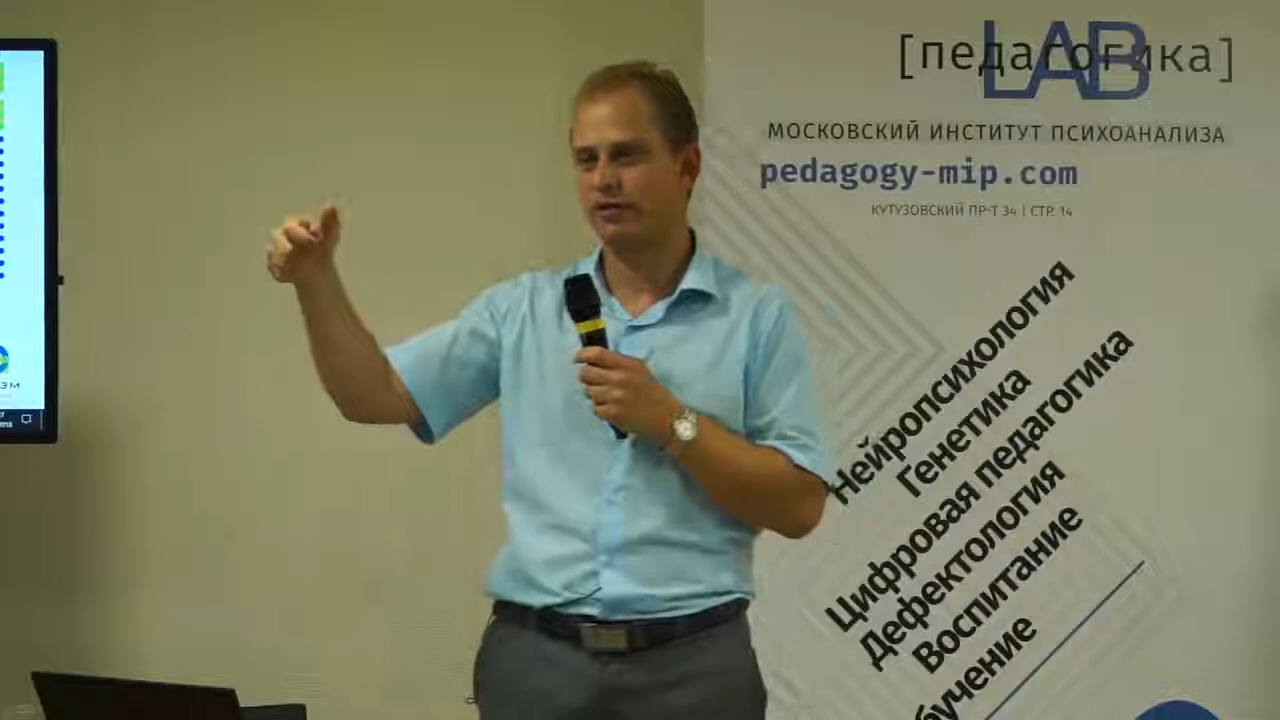 [педагогика]
LAB
МОСКОВСКИЙ ИНСТИТУТ ПСИХОАНАЛИЗА
pedagogy-mip.com
КУТУЗОВСКИЙ ПР-Т 34 | СТР. 14
Нейропсихология
Генетика
Цифровая педагогика
Дефектология
Воспитание
бучение